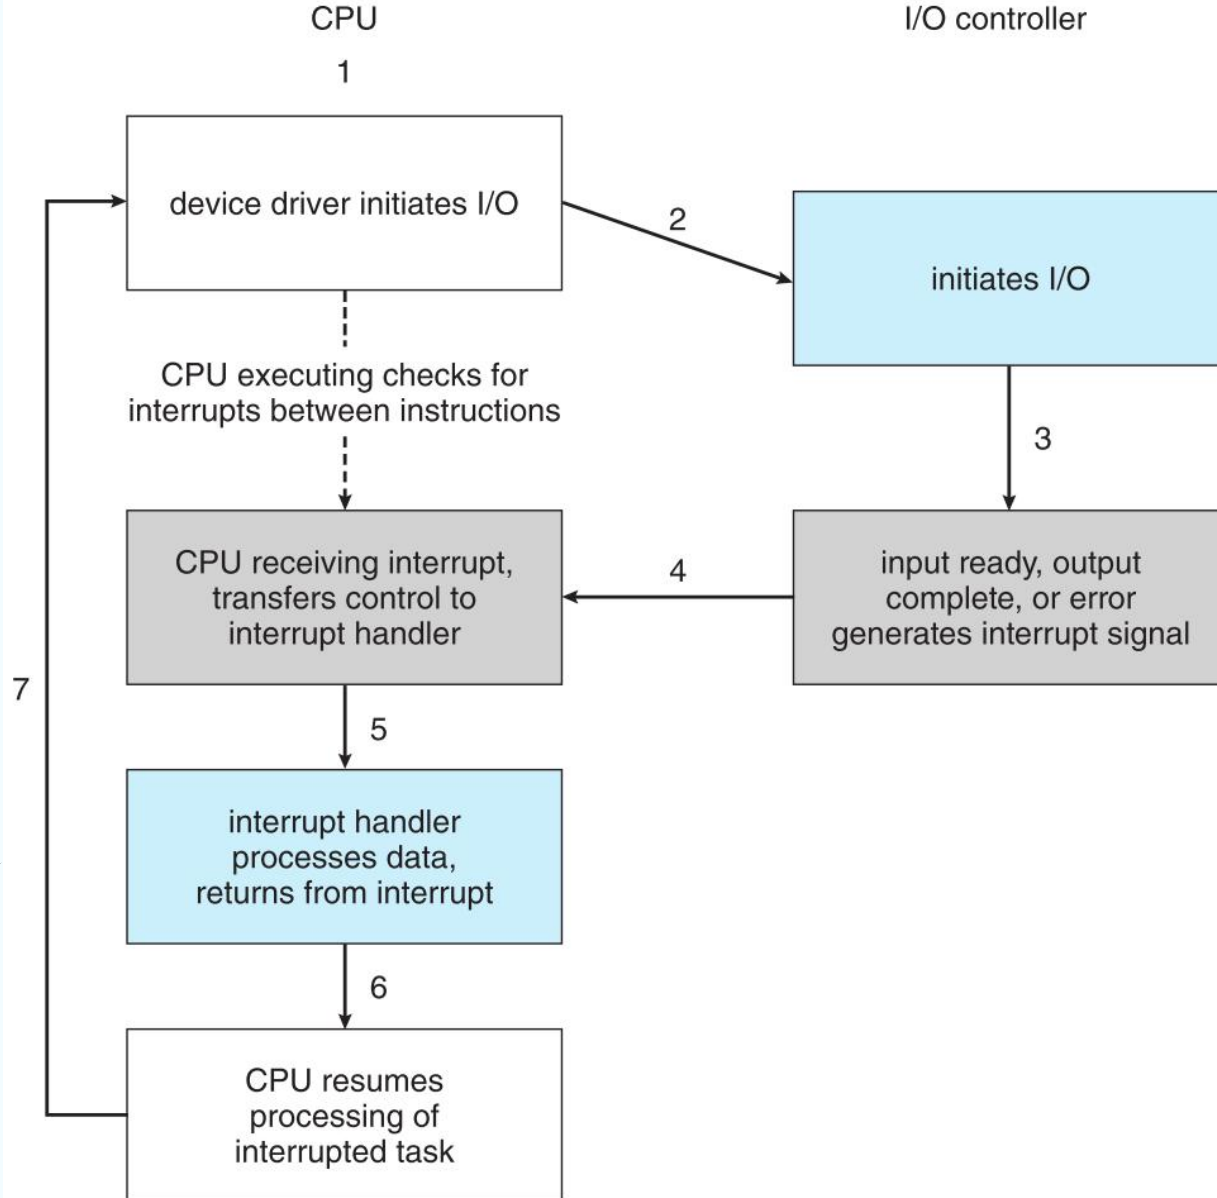 CPU
I/O controller
1
device driver initiates I/O
2
initiates I/O
CPU executing checks for
interrupts between instructions
3
CPU receiving interrupt,
transfers control to
interrupt handler
4
input ready, output
complete, or error
generates interrupt signal
7
5
interrupt handler
processes data,
returns from interrupt
6
CPU resumes
processing of
interrupted task